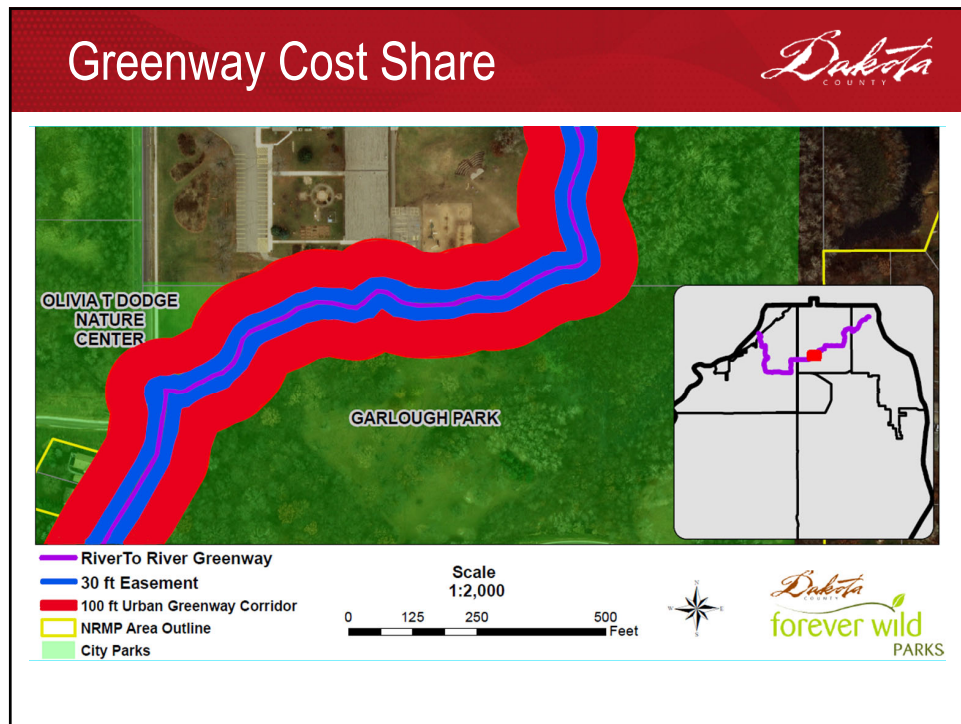 Greenway Cost Share
Dakota
COUNTY
OLIVIA T DODGE
NATURE
CENTER
GARLOUGH PARK
RiverTo River Greenway
30 ft Easement
100 ft Urban Greenway Corridor
NRMP Area Outline
City Parks
Scale
1:2,000
0 125 250 500
Feet
N
W E
S
Dakota
COUNTY
forever wild
PARKS